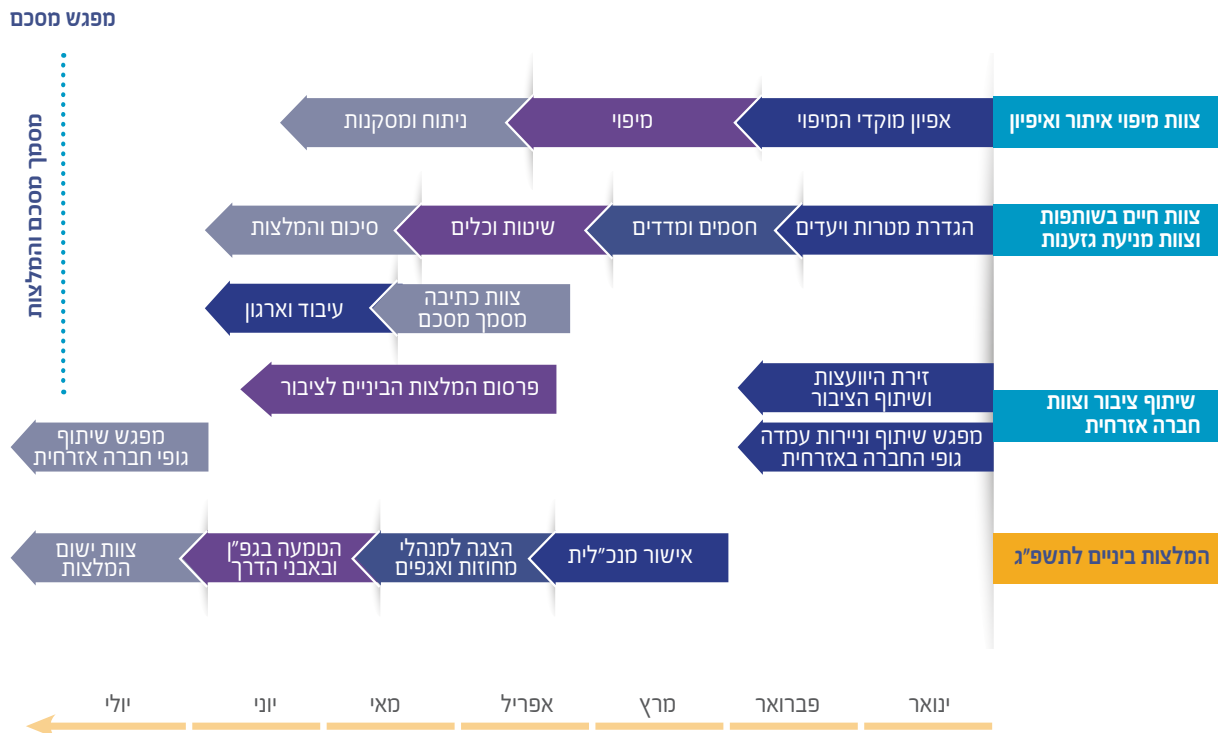 מפגש מסכם
מסמך מסכם והמלצות
צוות מיפוי איתור ואיפיון
אפיון מוקדי המיפוי
מיפוי
ניתוח ומסקנות
צוות חיים בשותפות
וצוות מניעת גזענות
הגדרת מטרות ויעדים
חסמים ומדדים
שיטות וכלים
סיכום והמלצות
צוות כתיבה
מסמך מסכם
עיבוד וארגון
שיתוף ציבור וצוות
חברה אזרחית
זירת היוועצות
ושיתוף הציבור
פרסום המלצות הביניים לציבור
מפגש שיתוף וניירות עמדה
גופי החברה באזרחית
מפגש שיתוף
גופי חברה אזרחית
המלצות ביניים לתשפ"ג
אישור מנכ"לית
הצגה למנהלי
מחוזות ואגפים
הטמעה בגפ"ן
ובאבני הדרך
צוות ישום
המלצות
ינואר
פברואר
מרץ
אפריל
מאי
יוני
יולי